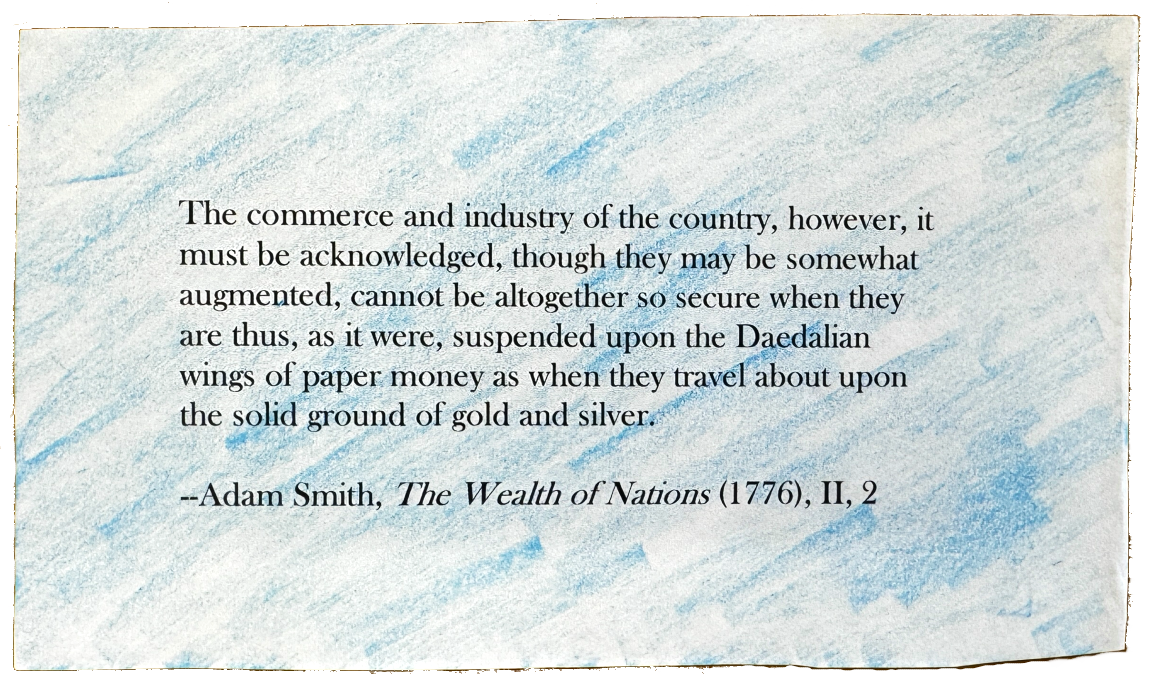 The commerce and industry of the country, however, it
must be acknowledged, though they may be somewhat
augmented, cannot be altogether so secure when they
are thus, as it were, suspended upon the Daedalian
wings of paper money as when they travel about upon
the solid ground of gold and silver.
--Adam Smith, The Wealth of Nations (1776), II, 2